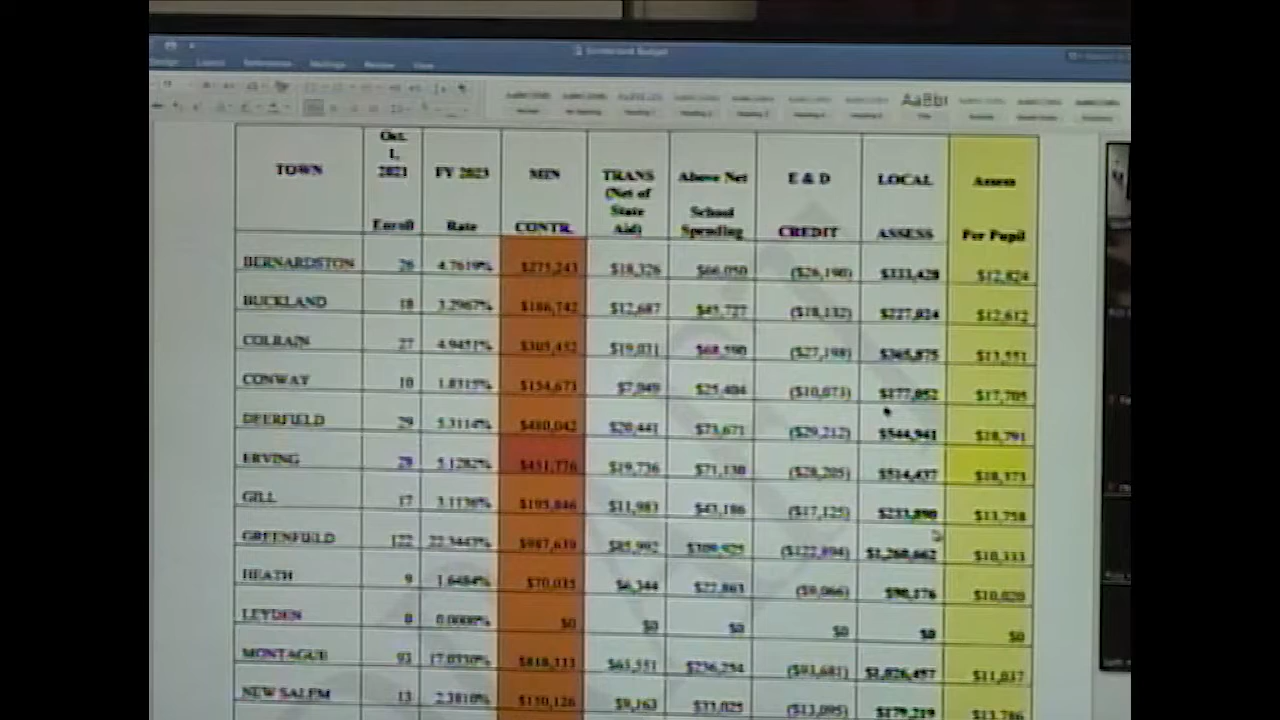 References
Mailings
Review
View
AaBb
TOWN
Oct. 1, 2021 Enroll
FY 2023 Rate
MIN CONTR.
TRANS (Net of State Aid)
Above Net School Spending
E & D CREDIT
LOCAL ASSESS
Assess Per Pupil
BERNARDSTON 26 4.7619% $275,243 $18,326 $66,050 ($26,190) $333,428 $12,824
BUCKLAND 18 3.2967% $186,742 $12,687 $45,727 ($18,132) $227,024 $12,612
COLRAIN 27 4.9451% $305,452 $19,031 $68,590 ($27,198) $365,875 $13,551
CONWAY 10 1.8315% $154,673 $7,049 $25,404 ($10,073) $177,052 $17,705
DEERFIELD 29 5.3114% $480,042 $20,441 $73,671 ($29,212) $544,941 $18,791
ERVING 28 5.1282% $451,776 $19,736 $71,130 ($28,205) $514,437 $18,373
GILL 17 3.1136% $195,846 $11,983 $43,186 ($17,125) $233,890 $13,758
GREENFIELD 122 22.3443% $987,639 $85,992 $309,925 ($122,894) $1,260,662 $10,333
HEATH 9 1.6484% $70,035 $6,344 $22,863 ($9,066) $90,176 $10,020
LEYDEN 0 0.0000% $0 $0 $0 $0 $0 $0
MONTAGUE 93 17.0330% $818,333 $65,551 $236,254 ($93,681) $1,026,457 $11,037
NEW SALEM 13 2.3810% $150,126 $9,163 $33,025 ($13,095) $179,219 $13,786